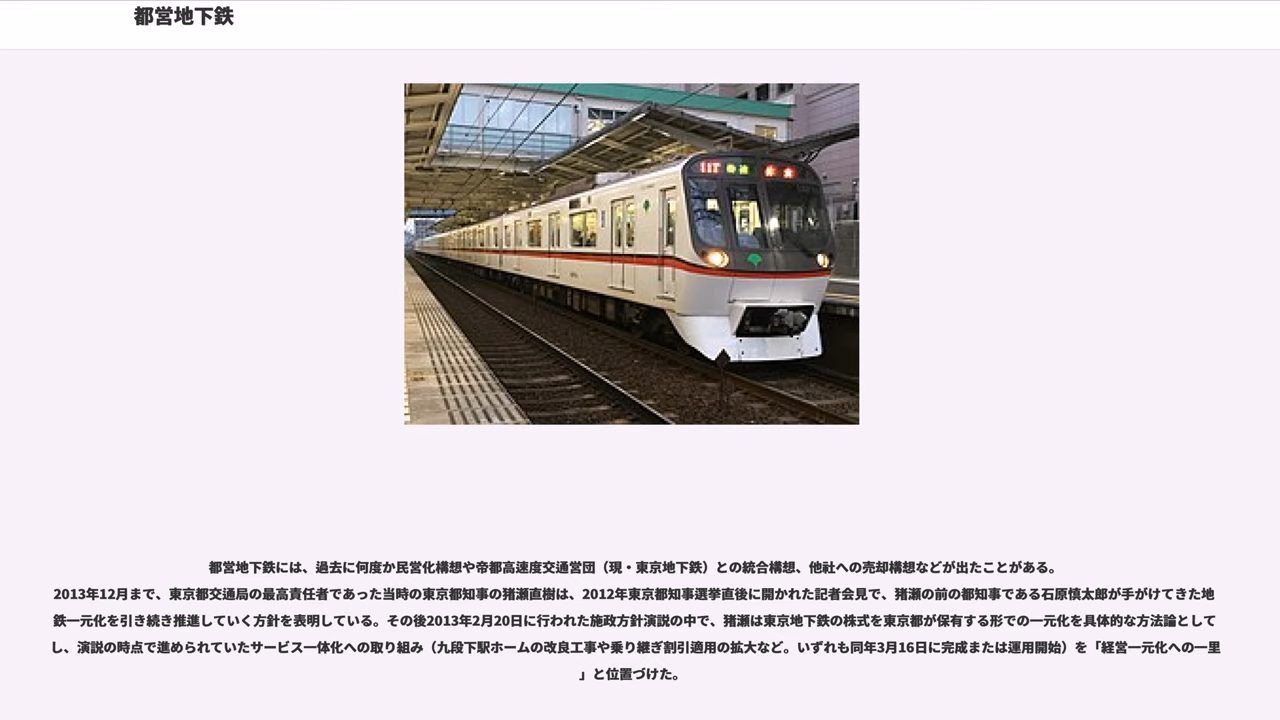 都営地下鉄
都営地下鉄には、過去に何度か民営化構想や帝都高速度交通営団（現・東京地下鉄）との統合構想、他社への売却構想などが出たことがある。
2013年12月まで、東京都交通局の最高責任者であった当時の東京都知事の猪瀬直樹は、2012年東京都知事選挙直後に開かれた記者会見で、猪瀬の前の都知事である石原慎太郎が手がけてきた地
鉄一元化を引き続き推進していく方針を表明している。その後2013年2月20日に行われた施政方針演説の中で、猪瀬は東京地下鉄の株式を東京都が保有する形での一元化を具体的な方法論として
し、演説の時点で進められていたサービス一体化への取り組み（九段下駅ホームの改良工事や乗り継ぎ割引適用の拡大など。いずれも同年3月16日に完成または運用開始）を「経営一元化への一里
」と位置づけた。